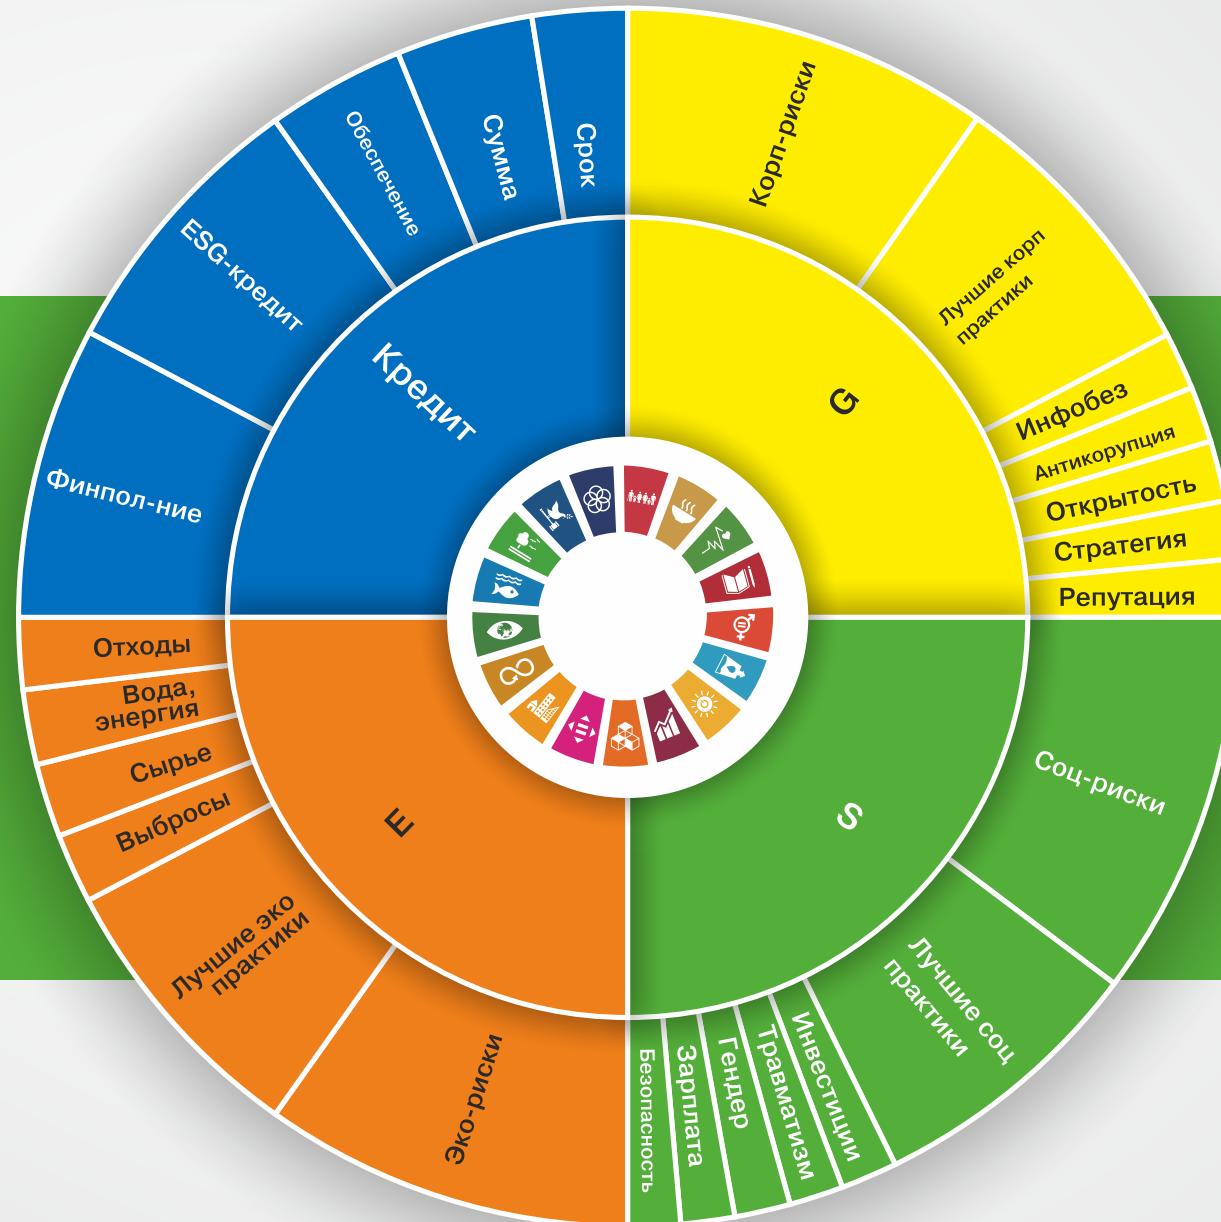 Финпол-ние
ESG-кредит
Обеспечение
Сумма
Срок
Кредит
Корп-риски
Лучшие корп
практики
Инфобез
Антикорупция
Открытость
Стратегия
Репутация
G
Соц-риски
Лучшие соц
практики
Инвестиции
Травматизм
Гендер
Зарплата
Безопасность
S
Эко-риски
Лучшие эко
практики
Выбросы
Сырье
Вода,
энергия
Отходы
E